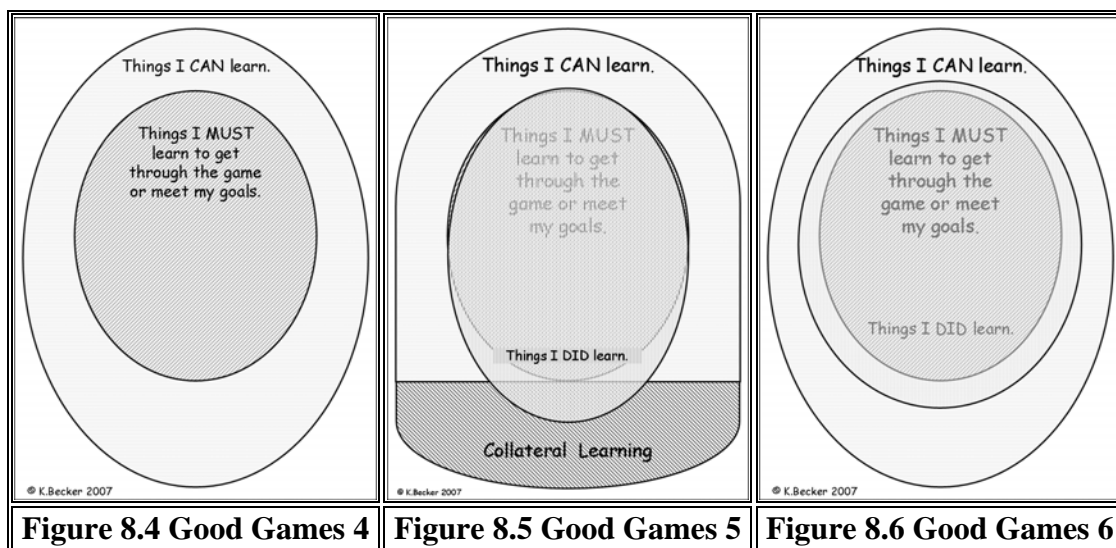 Things I CAN learn.
Things I MUST
learn to get
through the game
or meet my goals.
© K.Becker 2007
Figure 8.4 Good Games 4
Things I CAN learn.
Things I MUST
learn to get
through the
game or meet
my goals.
Things I DID learn.
Collateral Learning
© K.Becker 2007
Figure 8.5 Good Games 5
Things I CAN learn.
Things I MUST
learn to get
through the
game or meet
my goals.
Things I DID learn.
© K.Becker 2007
Figure 8.6 Good Games 6